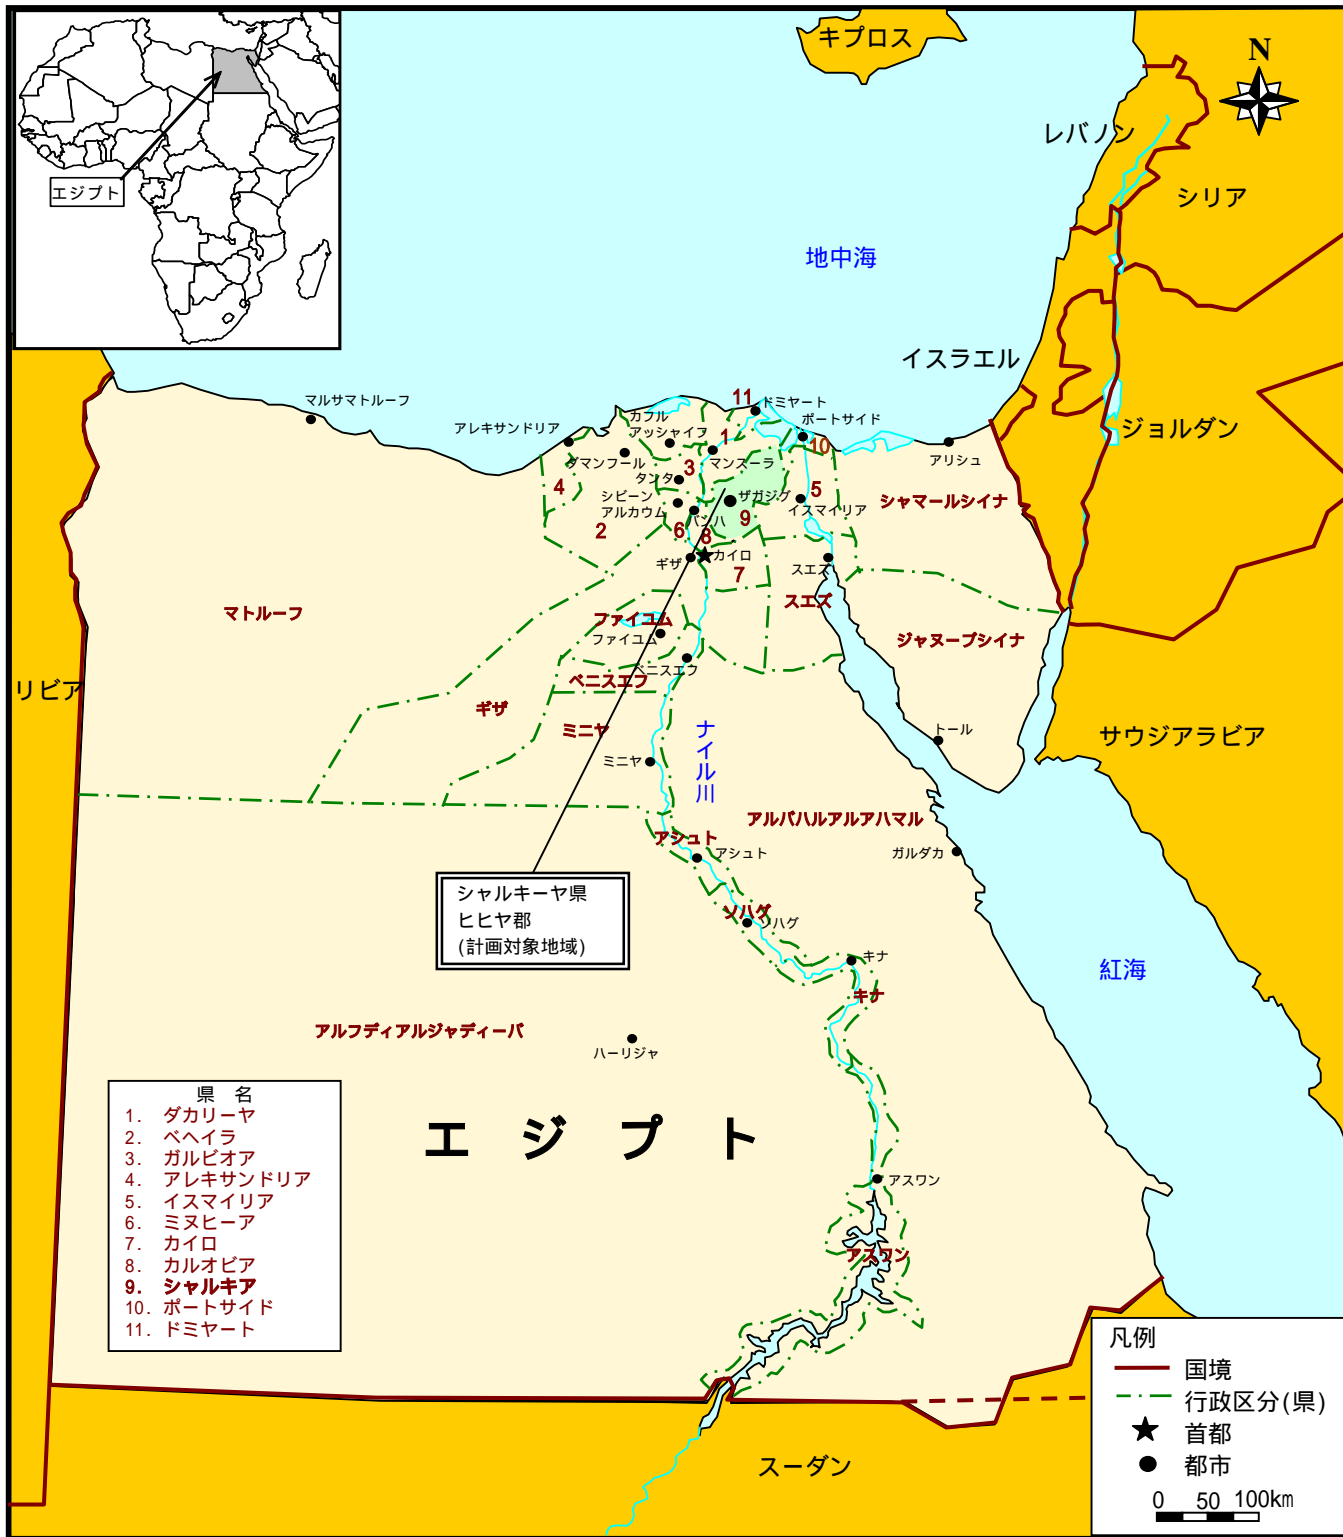 キプロス
N
レバノン
シリア
エジプト
地中海
イスラエル
ジョルダン
マルサマトルーフ
アレキサンドリア
カフル
アッシャイフ
11
ドミヤート
ポートサイド
1
10
アリシュ
ダマンフール
マンスーラ
タンタ
3
4
シビーン
アルカウム
ザガジグ
5
イスマイリア
シャマールシイナ
2
6
バンハ
8
9
ギザ
カイロ
7
スエズ
スエズ
マトルーフ
ファイユム
ファイユム
ジャヌーブシイナ
ベニスエフ
ベニスエフ
リビア
ギザ
ミニヤ
ナイル川
トール
サウジアラビア
ミニヤ
アルバハルアルアハマル
アシュト
アシュト
ガルダカ
シャルキーヤ県
ヒヒヤ郡
(計画対象地域)
ソハグ
ソハグ
キナ
キナ
紅海
アルフディアルジャディーバ
ハーリジャ
エジプト
県 名
1. ダカリーヤ
2. ベヘイラ
3. ガルビオア
4. アレキサンドリア
5. イスマイリア
6. ミヌヒーア
7. カイロ
8. カルオビア
9. シャルキア
10. ポートサイド
11. ドミヤート
アスワン
アスワン
スーダン
凡例
国境
行政区分(県)
首都
都市
0 50 100km